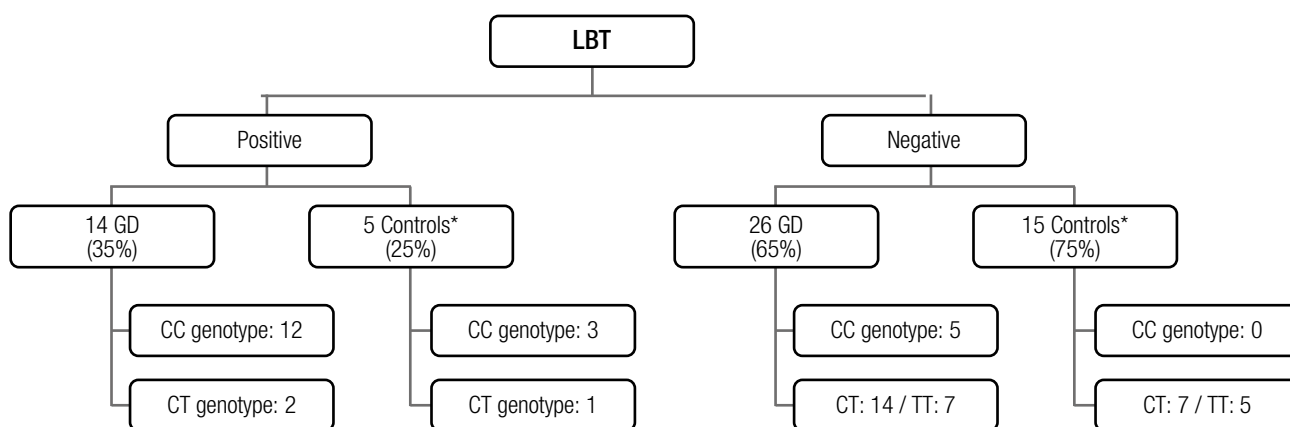 LBT
Positive
Negative
14 GD
(35%)
5 Controls*
(25%)
26 GD
(65%)
15 Controls*
(75%)
CC genotype: 12
CC genotype: 3
CC genotype: 5
CC genotype: 0
CT genotype: 2
CT genotype: 1
CT: 14 / TT: 7
CT: 7 / TT: 5